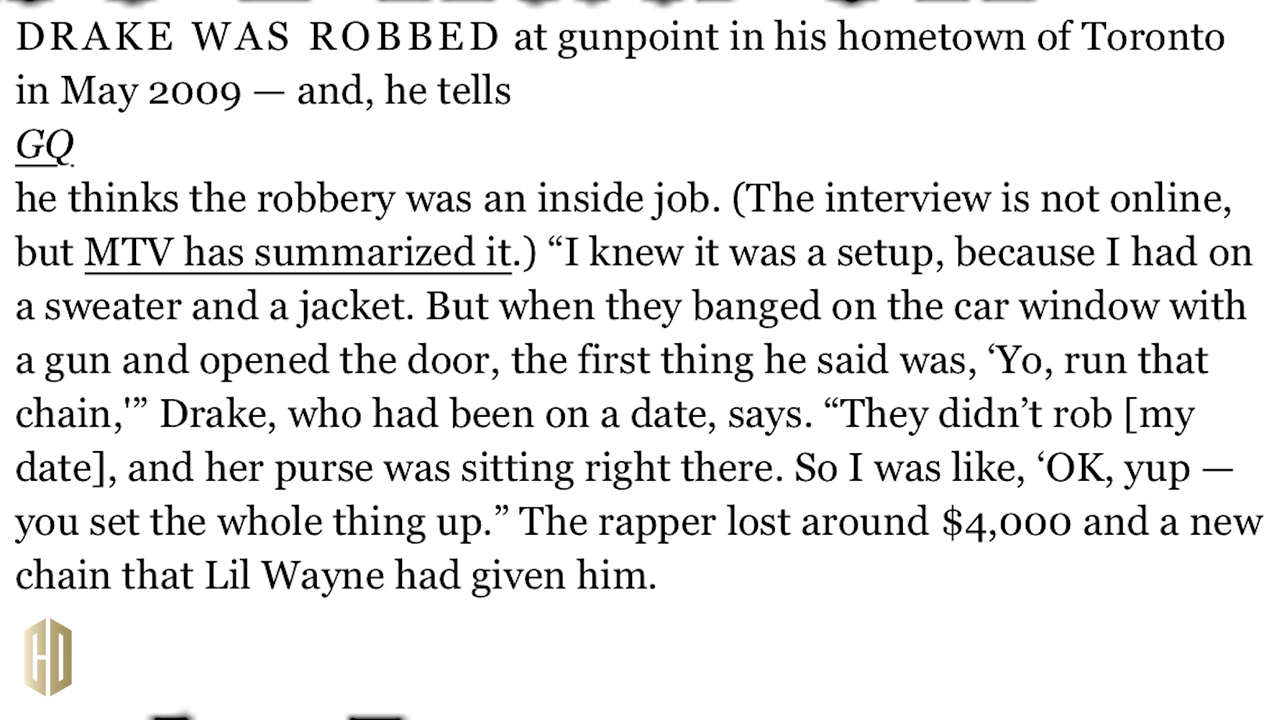 DRAKE WAS ROBBED at gunpoint in his hometown of Toronto
in May 2009 — and, he tells
GQ
he thinks the robbery was an inside job. (The interview is not online,
but MTV has summarized it.) “I knew it was a setup, because I had on
a sweater and a jacket. But when they banged on the car window with
a gun and opened the door, the first thing he said was, ‘Yo, run that
chain,'” Drake, who had been on a date, says. “They didn’t rob [my
date], and her purse was sitting right there. So I was like, ‘OK, yup —
you set the whole thing up.” The rapper lost around $4,000 and a new
chain that Lil Wayne had given him.